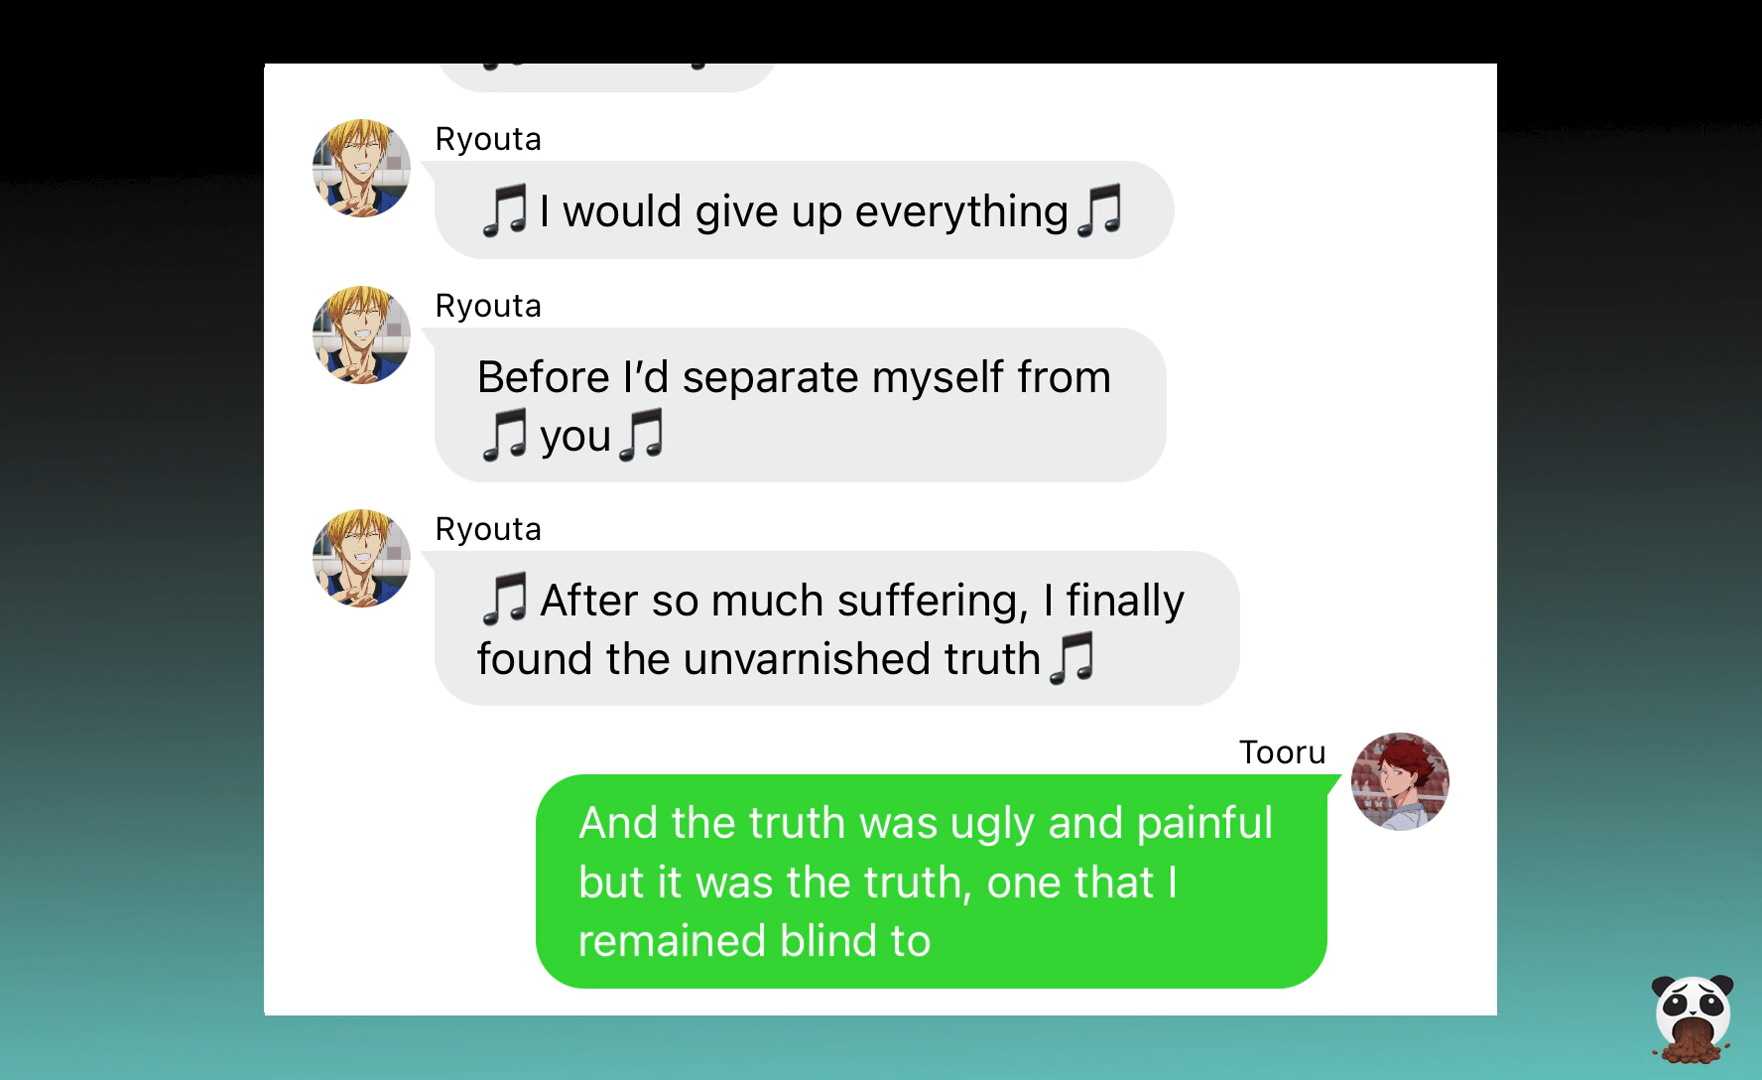 Ryouta
🎵I would give up everything🎵
Ryouta
Before I’d separate myself from
🎵you🎵
Ryouta
🎵After so much suffering, I finally
found the unvarnished truth🎵
Tooru
And the truth was ugly and painful
but it was the truth, one that I
remained blind to